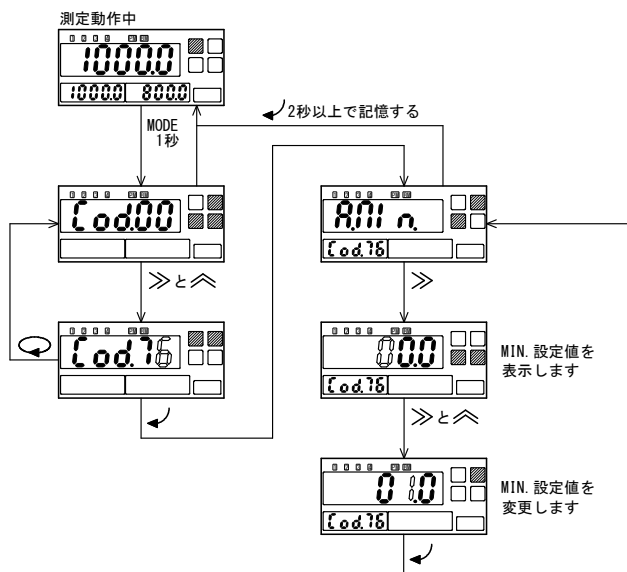 測定動作中
1000.0
1000.0 800.0
MODE
1秒
2秒以上で記憶する
Cod.00
と
Cod.76
A.MIn.
Cod.76
00.0
Cod.76
MIN. 設定値を
表示します
と
01.0
Cod.76
MIN. 設定値を
変更します